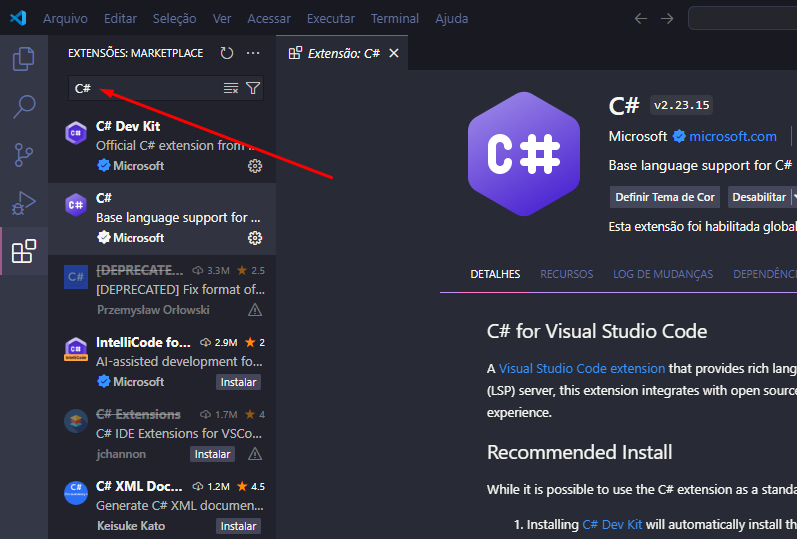 Arquivo Editar Seleção Ver Acessar Executar Terminal Ajuda
EXTENSÕES: MARKETPLACE
C#
C# Dev Kit
Official C# extension from ...
Microsoft
C#
Base language support for ...
Microsoft
C#
[DEPRECATE... 3.3M 2.5
[DEPRECATED] Fix format of...
Przemysław Orłowski
IntelliCode fo... 2.9M 2
AI-assisted development fo...
Microsoft Instalar
C# Extensions 1.7M 4
C# IDE Extensions for VSCo...
jchannon Instalar
C#
C# XML Doc... 1.2M 4.5
Generate C# XML documen...
Keisuke Kato Instalar
Extensão: C#
C#
C# v2.23.15
Microsoft microsoft.com
Base language support for C#
Definir Tema de Cor Desabilitar
Esta extensão foi habilitada global
DETALHES RECURSOS LOG DE MUDANÇAS DEPENDÊNCI
C# for Visual Studio Code
A Visual Studio Code extension that provides rich lang
(LSP) server, this extension integrates with open source
experience.
Recommended Install
While it is possible to use the C# extension as a standa
1. Installing C# Dev Kit will automatically install th